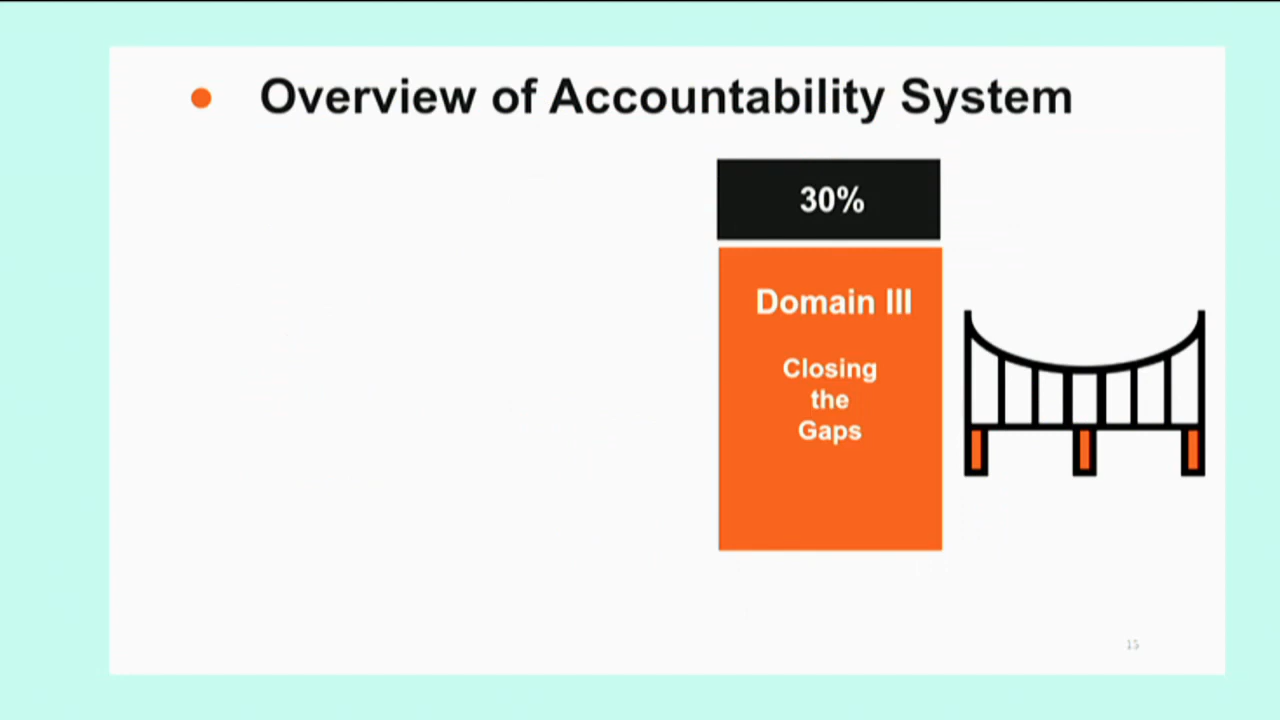 Overview of Accountability System
30%
Domain III
Closing
the
Gaps
15